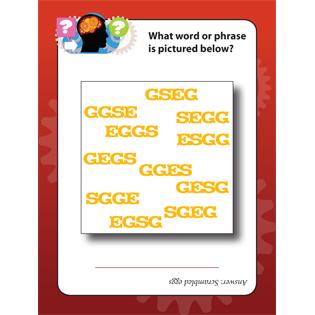 ?
?
What word or phrase
is pictured below?
GSEG
GGSE
SEGG
EGGS
ESGG
GEGS
GGES
GESG
SGGE
SGEG
EGSG
Answer: Scrambled eggs